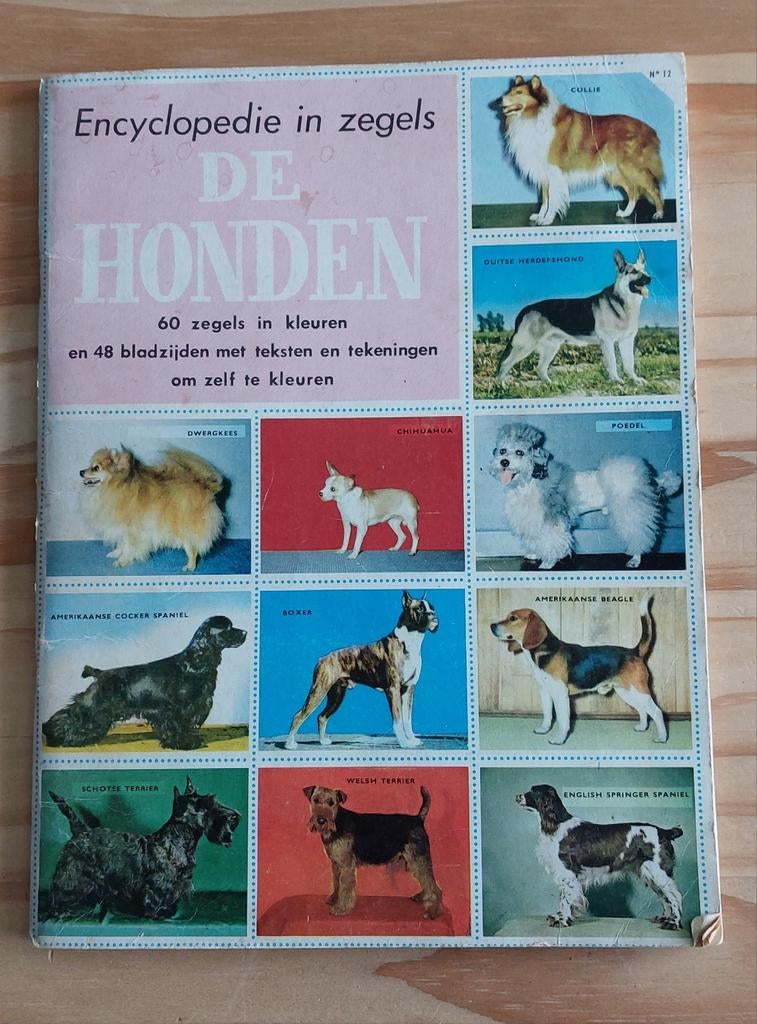 Nº 12
Encyclopedie in zegels
DE
HONDEN
60 zegels in kleuren
en 48 bladzijden met teksten en tekeningen
om zelf te kleuren
COLLIE
DUITSE HERDERSHOND
DWERGKEES
CHIHUAHUA
POEDEL
AMERIKAANSE COCKER SPANIEL
BOXER
AMERIKAANSE BEAGLE
SCHOTSE TERRIER
WELSH TERRIER
ENGLISH SPRINGER SPANIEL